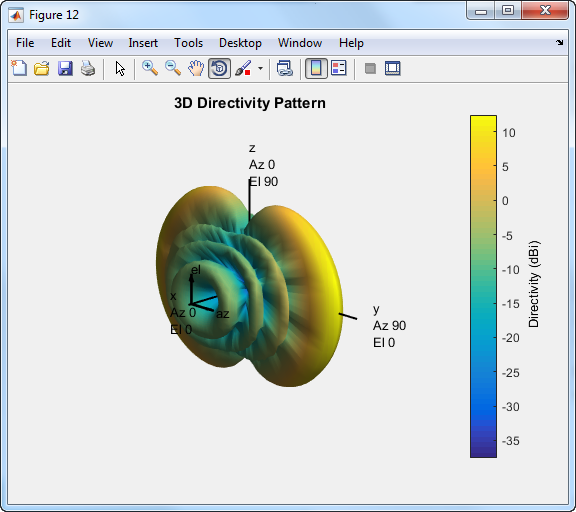 Figure 12
File Edit View Insert Tools Desktop Window Help
3D Directivity Pattern
z
Az 0
El 90
el
x
Az 0
El 0
az
y
Az 90
El 0
10
5
0
-5
-10
-15
-20
-25
-30
-35
Directivity (dBi)